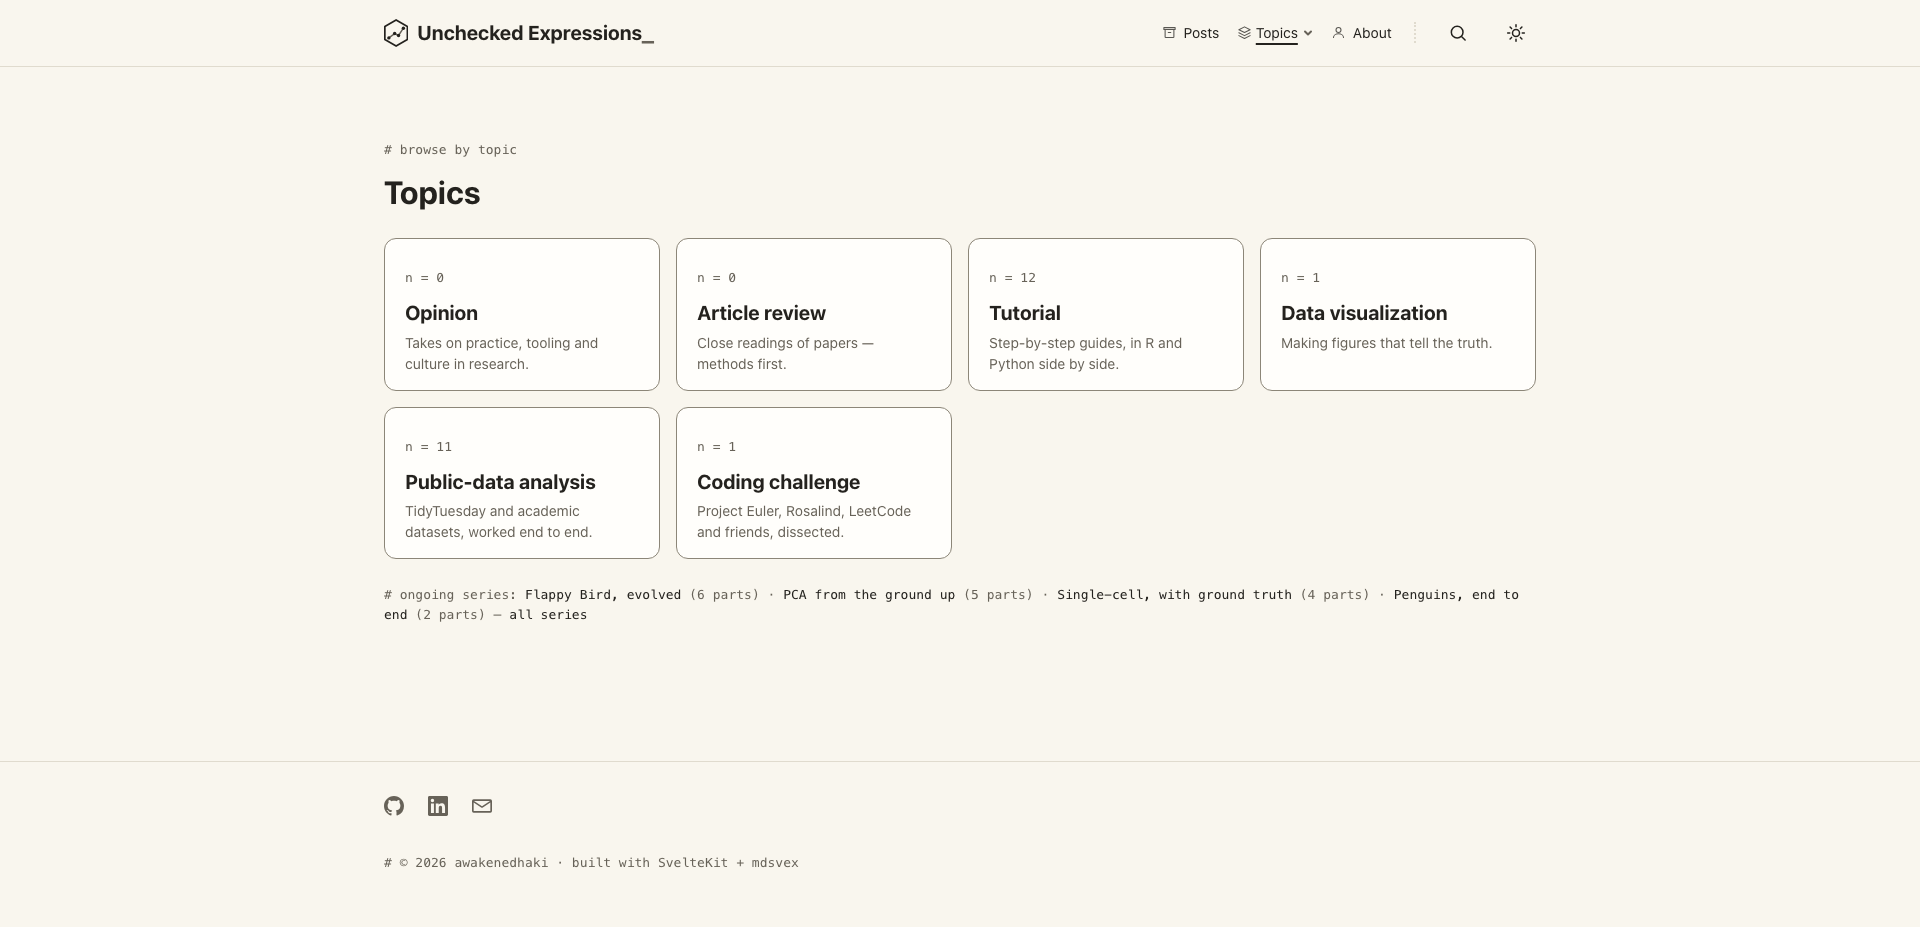 Unchecked Expressions_
Posts
Topics
About
# browse by topic
Topics
n = 0
Opinion
Takes on practice, tooling and
culture in research.
n = 0
Article review
Close readings of papers —
methods first.
n = 12
Tutorial
Step-by-step guides, in R and
Python side by side.
n = 1
Data visualization
Making figures that tell the truth.
n = 11
Public-data analysis
TidyTuesday and academic
datasets, worked end to end.
n = 1
Coding challenge
Project Euler, Rosalind, LeetCode
and friends, dissected.
# ongoing series: Flappy Bird, evolved (6 parts) · PCA from the ground up (5 parts) · Single-cell, with ground truth (4 parts) · Penguins, end to
end (2 parts) — all series
# © 2026 awakenedhaki · built with SvelteKit + mdsvex